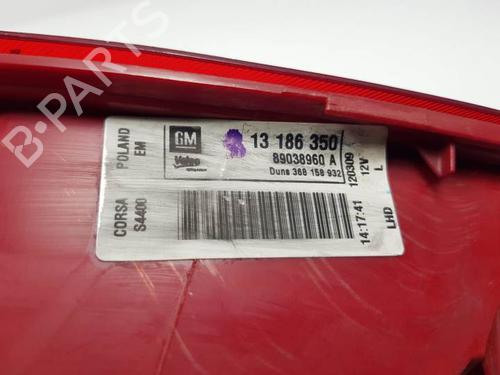 GM
Valeo
13 186 350
89038960 A
Duns 368 158 932
POLAND
EM
CORSA
S4400
120309
12V
L
14:17:41
LHD
B-PARTS